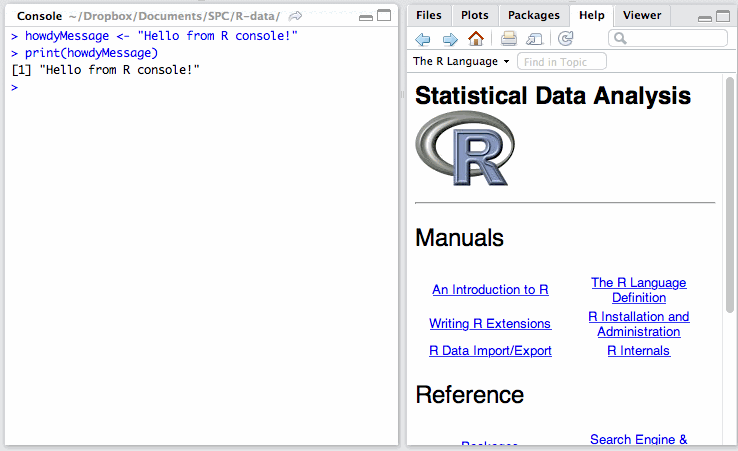 Console ~/Dropbox/Documents/SPC/R-data/
> howdyMessage <- "Hello from R console!"
> print(howdyMessage)
[1] "Hello from R console!"
>
Files Plots Packages Help Viewer
The R Language Find in Topic
Statistical Data Analysis
R
Manuals
An Introduction to R
The R Language
Definition
Writing R Extensions
R Installation and
Administration
R Data Import/Export
R Internals
Reference
Packages
Search Engine &